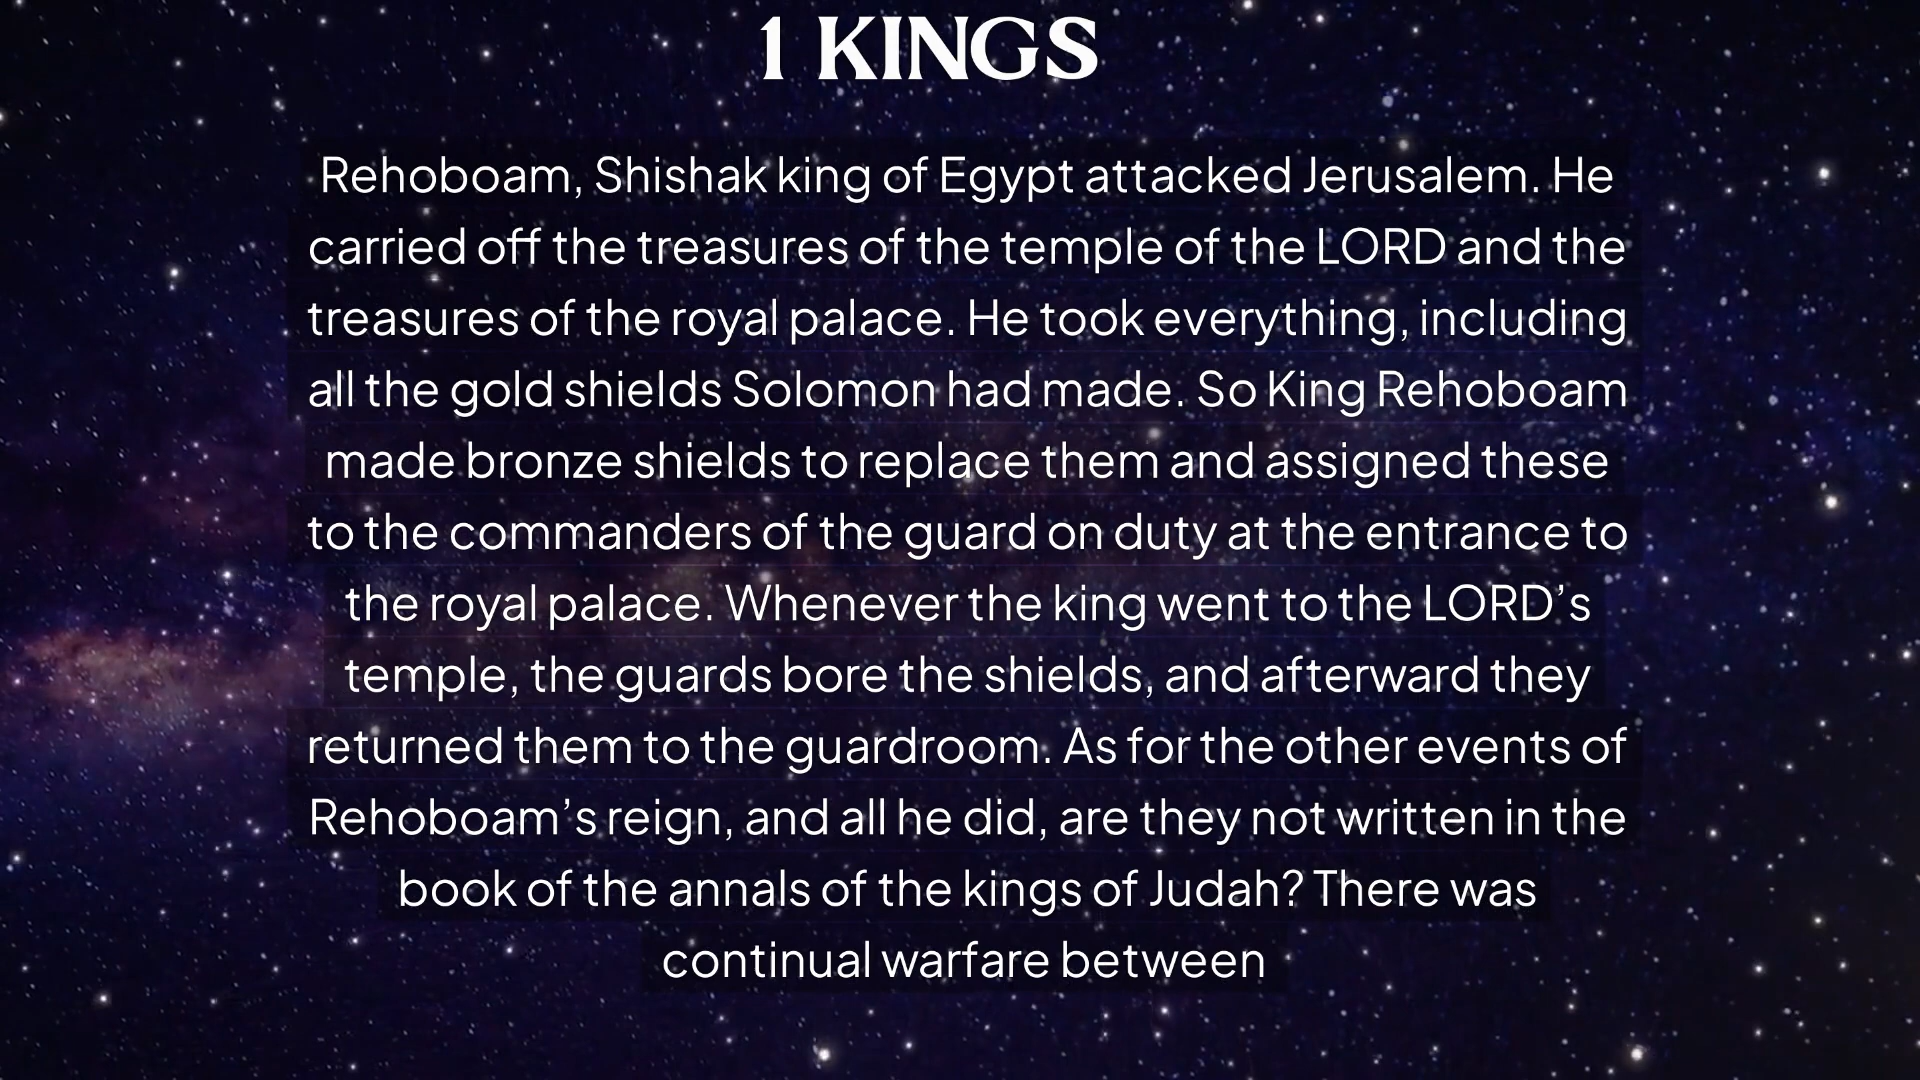 1 KINGS
Rehoboam, Shishak king of Egypt attacked Jerusalem. He
carried off the treasures of the temple of the LORD and the
treasures of the royal palace. He took everything, including
all the gold shields Solomon had made. So King Rehoboam
made bronze shields to replace them and assigned these
to the commanders of the guard on duty at the entrance to
the royal palace. Whenever the king went to the LORD’s
temple, the guards bore the shields, and afterward they
returned them to the guardroom. As for the other events of
Rehoboam’s reign, and all he did, are they not written in the
book of the annals of the kings of Judah? There was
continual warfare between